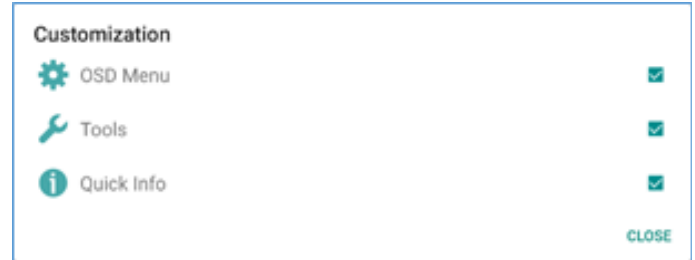 Customization
OSD Menu
Tools
Quick Info
CLOSE